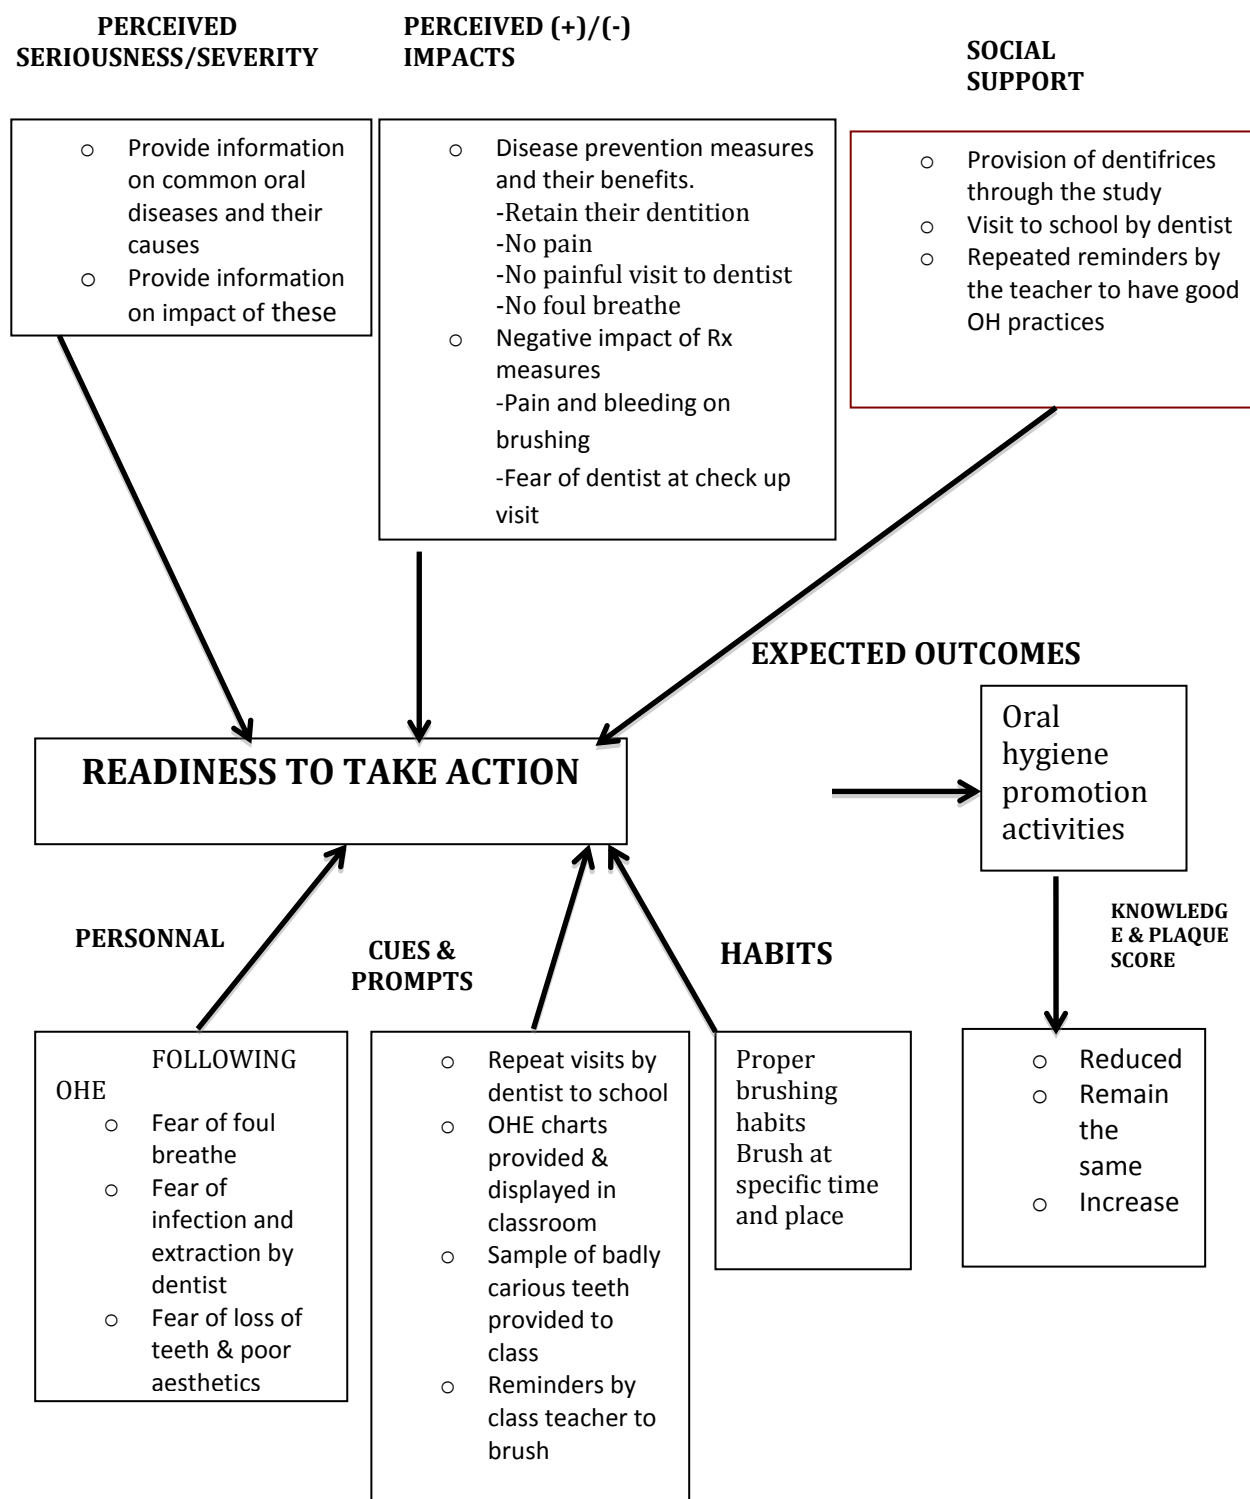 PERCEIVED
SERIOUSNESS/SEVERITY
PERCEIVED (+)/(-)
IMPACTS
SOCIAL
SUPPORT
o Provide information
on common oral
diseases and their
causes
o Provide information
on impact of these
o Disease prevention measures
and their benefits.
-Retain their dentition
-No pain
-No painful visit to dentist
-No foul breathe
o Negative impact of Rx
measures
-Pain and bleeding on
brushing
-Fear of dentist at check up
visit
o Provision of dentifrices
through the study
o Visit to school by dentist
o Repeated reminders by
the teacher to have good
OH practices
EXPECTED OUTCOMES
READINESS TO TAKE ACTION
Oral
hygiene
promotion
activities
PERSONNAL
CUES &
PROMPTS
HABITS
KNOWLEDG
E & PLAQUE
SCORE
FOLLOWING
OHE
o Fear of foul
breathe
o Fear of
infection and
extraction by
dentist
o Fear of loss of
teeth & poor
aesthetics
o Repeat visits by
dentist to school
o OHE charts
provided &
displayed in
classroom
o Sample of badly
carious teeth
provided to
class
o Reminders by
class teacher to
brush
Proper
brushing
habits
Brush at
specific time
and place
o Reduced
o Remain
the
same
o Increase